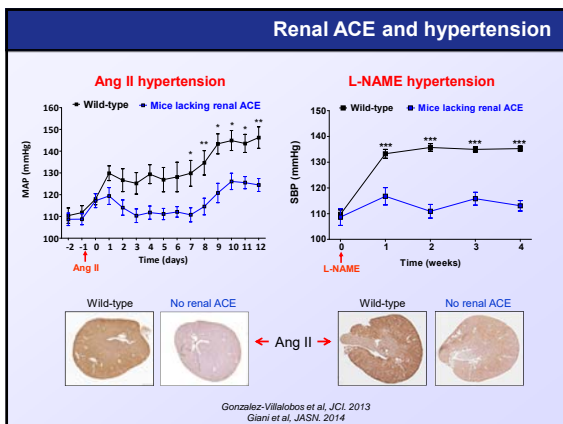 Renal ACE and hypertension
Ang II hypertension
Wild-type
Mice lacking renal ACE
MAP (mmHg)
160
150
140
130
120
110
100
* ** * * * **
-2 -1 0 1 2 3 4 5 6 7 8 9 10 11 12
Time (days)
Ang II
L-NAME hypertension
Wild-type
Mice lacking renal ACE
SBP (mmHg)
150
140
130
120
110
100
*** *** *** ***
0 1 2 3 4
Time (weeks)
L-NAME
Wild-type
No renal ACE
Ang II
Wild-type
No renal ACE
Gonzalez-Villalobos et al, JCI. 2013
Giani et al, JASN. 2014